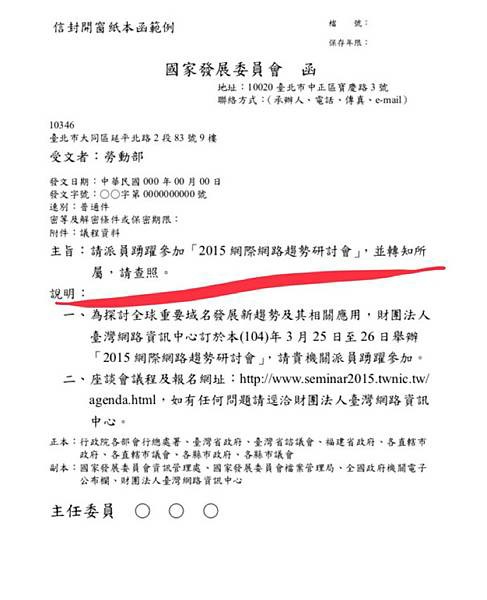 信封開窗紙本函範例
檔　　號：
保存年限：
國家發展委員會　函
地址：10020 臺北市中正區寶慶路 3 號
聯絡方式：（承辦人、電話、傳真、e-mail）
10346
臺北市大同區延平北路 2 段 83 號 9 樓
受文者：勞動部
發文日期：中華民國 000 年 00 月 00 日
發文字號：○○字第 0000000000 號
速別：普通件
密等及解密條件或保密期限：
附件：議程資料
主旨：請派員踴躍參加「2015 網際網路趨勢研討會」，並轉知所
屬，請查照。
說明：
一、為探討全球重要域名發展新趨勢及其相關應用，財團法人
臺灣網路資訊中心訂於本(104)年 3 月 25 日至 26 日舉辦
「2015 網際網路趨勢研討會」，請貴機關派員踴躍參加。
二、座談會議程及報名網址：http://www.seminar2015.twnic.tw/
agenda.html，如有任何問題請逕洽財團法人臺灣網路資訊
中心。
正本：行政院各部會行總處署、臺灣省政府、臺灣省諮議會、福建省政府、各直轄市
政府、各直轄市議會、各縣市政府、各縣市議會
副本：國家發展委員會資訊管理處、國家發展委員會檔案管理局、全國政府機關電子
公布欄、財團法人臺灣網路資訊中心
主任委員　○　○　○